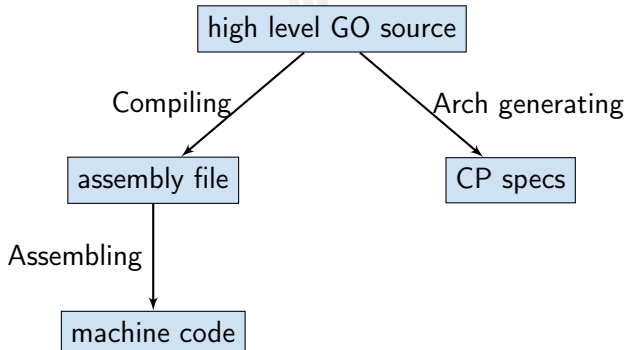 high level GO source
Compiling
Arch generating
assembly file
CP specs
Assembling
machine code